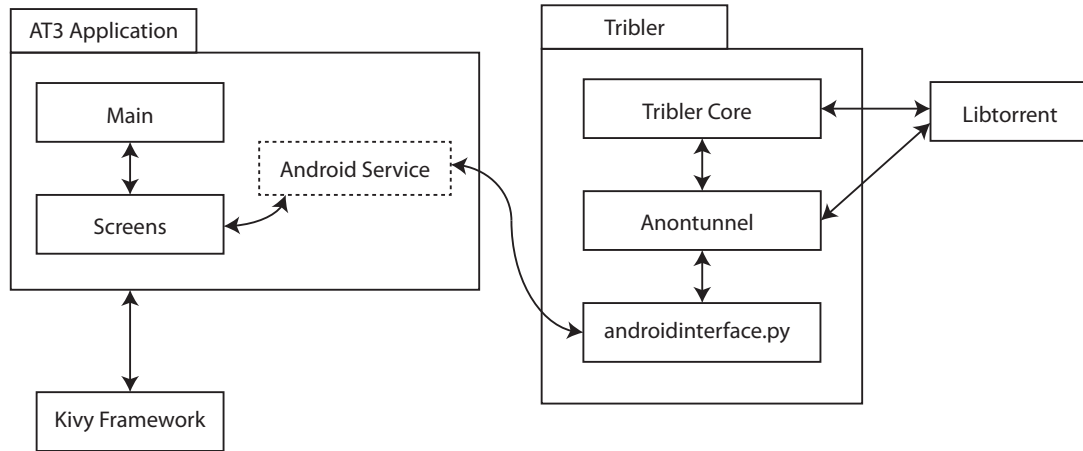 AT3 Application
Main
Screens
Android Service
Kivy Framework
Tribler
Tribler Core
Anontunnel
androidinterface.py
Libtorrent